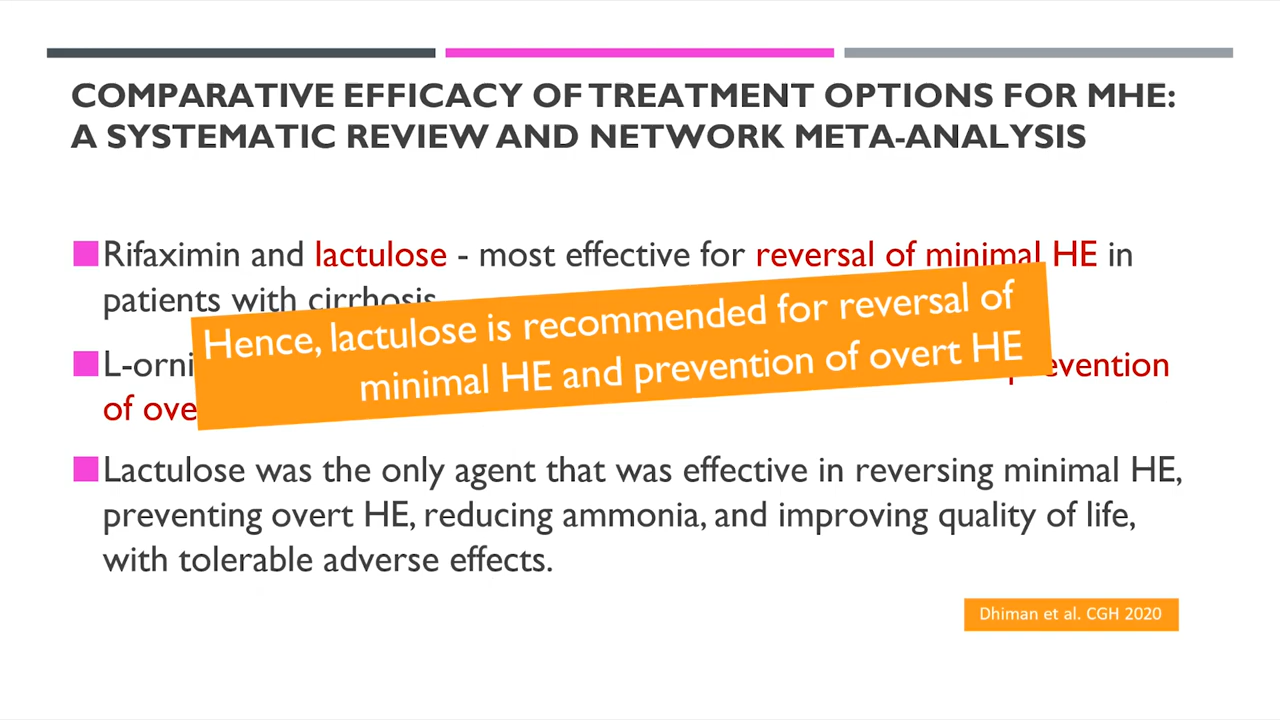 COMPARATIVE EFFICACY OF TREATMENT OPTIONS FOR MHE:
A SYSTEMATIC REVIEW AND NETWORK META-ANALYSIS
Rifaximin and lactulose - most effective for reversal of minimal HE in
patients with cirrhosis
Hence, lactulose is recommended for reversal of
minimal HE and prevention of overt HE
prevention
of
Lactulose was the only agent that was effective in reversing minimal HE,
preventing overt HE, reducing ammonia, and improving quality of life,
with tolerable adverse effects.
Dhiman et al. CGH 2020